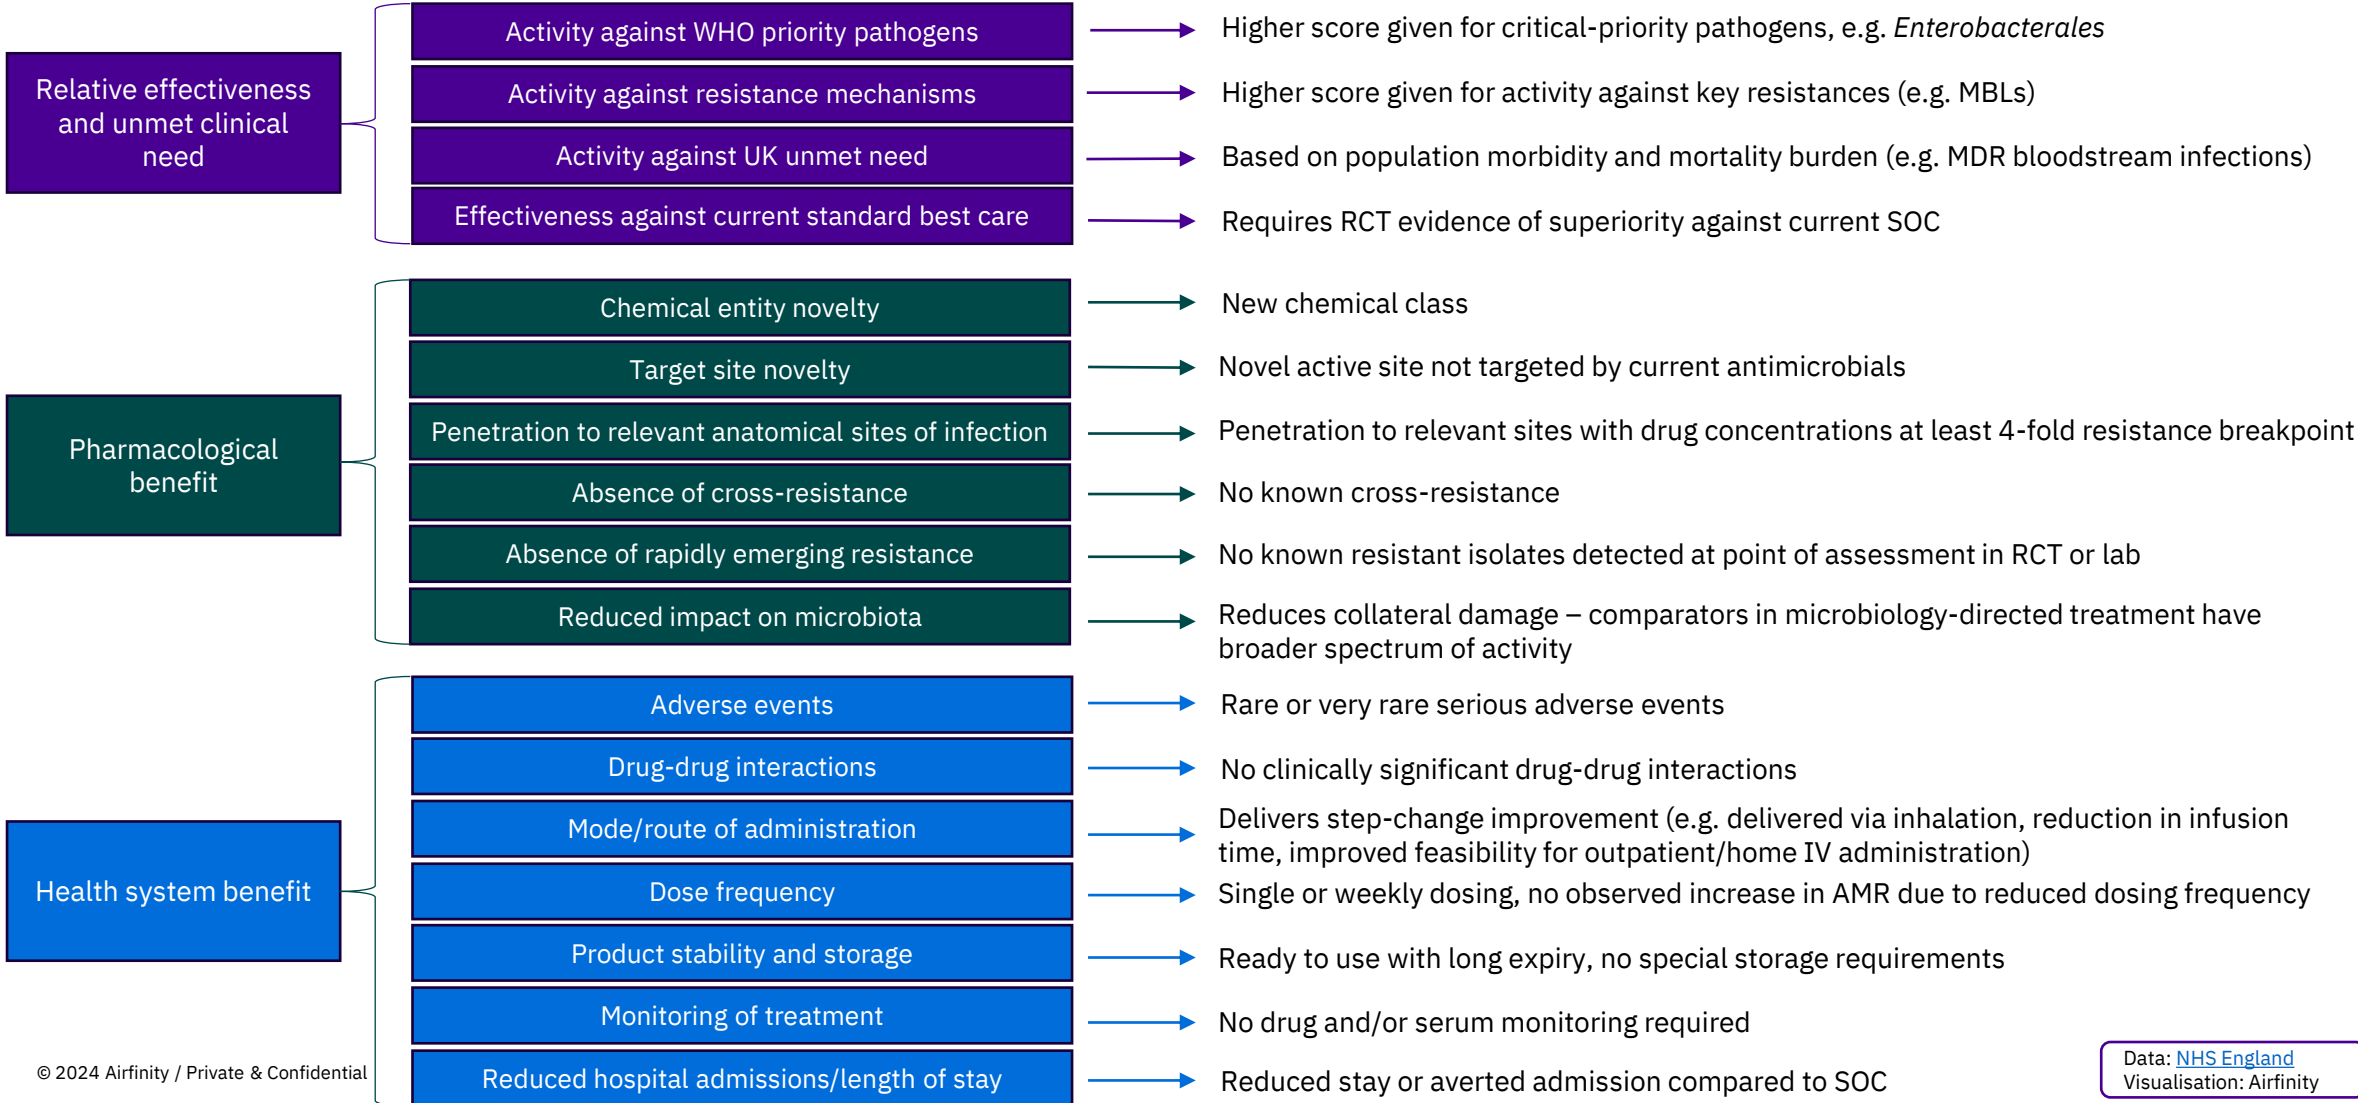 Relative effectiveness
and unmet clinical
need
Activity against WHO priority pathogens
Higher score given for critical-priority pathogens, e.g. Enterobacterales
Activity against resistance mechanisms
Higher score given for activity against key resistances (e.g. MBLs)
Activity against UK unmet need
Based on population morbidity and mortality burden (e.g. MDR bloodstream infections)
Effectiveness against current standard best care
Requires RCT evidence of superiority against current SOC
Pharmacological
benefit
Chemical entity novelty
New chemical class
Target site novelty
Novel active site not targeted by current antimicrobials
Penetration to relevant anatomical sites of infection
Penetration to relevant sites with drug concentrations at least 4-fold resistance breakpoint
Absence of cross-resistance
No known cross-resistance
Absence of rapidly emerging resistance
No known resistant isolates detected at point of assessment in RCT or lab
Reduced impact on microbiota
Reduces collateral damage – comparators in microbiology-directed treatment have
broader spectrum of activity
Health system benefit
Adverse events
Rare or very rare serious adverse events
Drug-drug interactions
No clinically significant drug-drug interactions
Mode/route of administration
Delivers step-change improvement (e.g. delivered via inhalation, reduction in infusion
time, improved feasibility for outpatient/home IV administration)
Dose frequency
Single or weekly dosing, no observed increase in AMR due to reduced dosing frequency
Product stability and storage
Ready to use with long expiry, no special storage requirements
Monitoring of treatment
No drug and/or serum monitoring required
Reduced hospital admissions/length of stay
Reduced stay or averted admission compared to SOC
© 2024 Airfinity / Private & Confidential
Data: NHS England
Visualisation: Airfinity